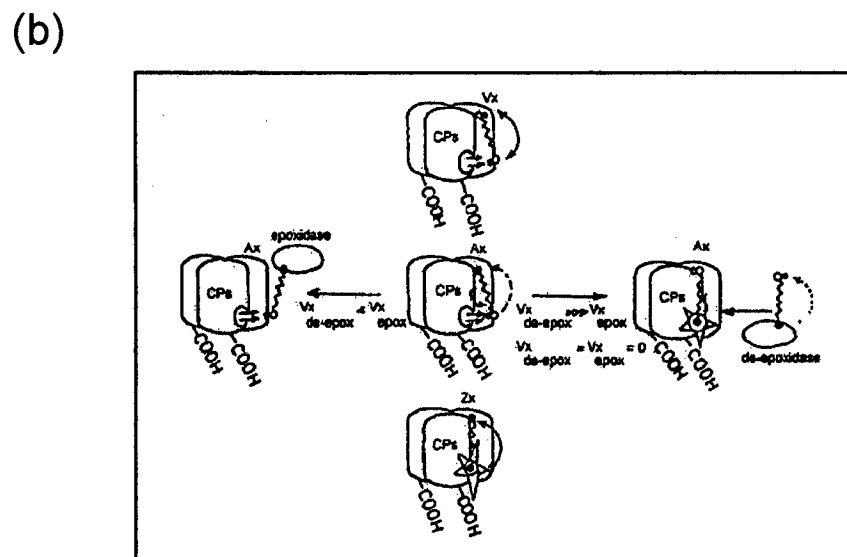 (b)
Vx
CPs
COOH
COOH
Ax
epoxidase
CPs
COOH
COOH
Vx de-epox < Vx epox
Ax
CPs
COOH
COOH
Vx de-epox >> Vx epox
Vx de-epox = Vx epox = 0
Ax
CPs
COOH
COOH
de-epoxidase
Zx
CPs
COOH
COOH